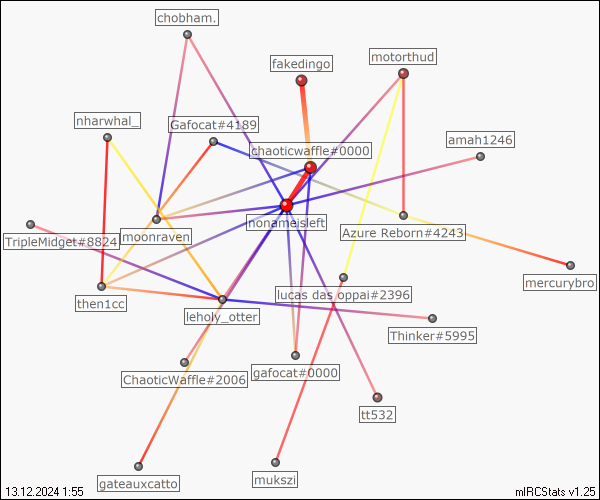 chobham.
fakedingo
motorthud
nharwhal_
Gafocat#4189
amah1246
chaoticwaffle#0000
nonameisleft
TripleMidget#8824
moonraven
Azure Reborn#4243
mercurybro
then1cc
leholy_otter
lucas das oppai#2396
Thinker#5995
ChaoticWaffle#2006
gafocat#0000
tt532
gateauxcatto
mukszi
13.12.2024 1:55
mIRCStats v1.25